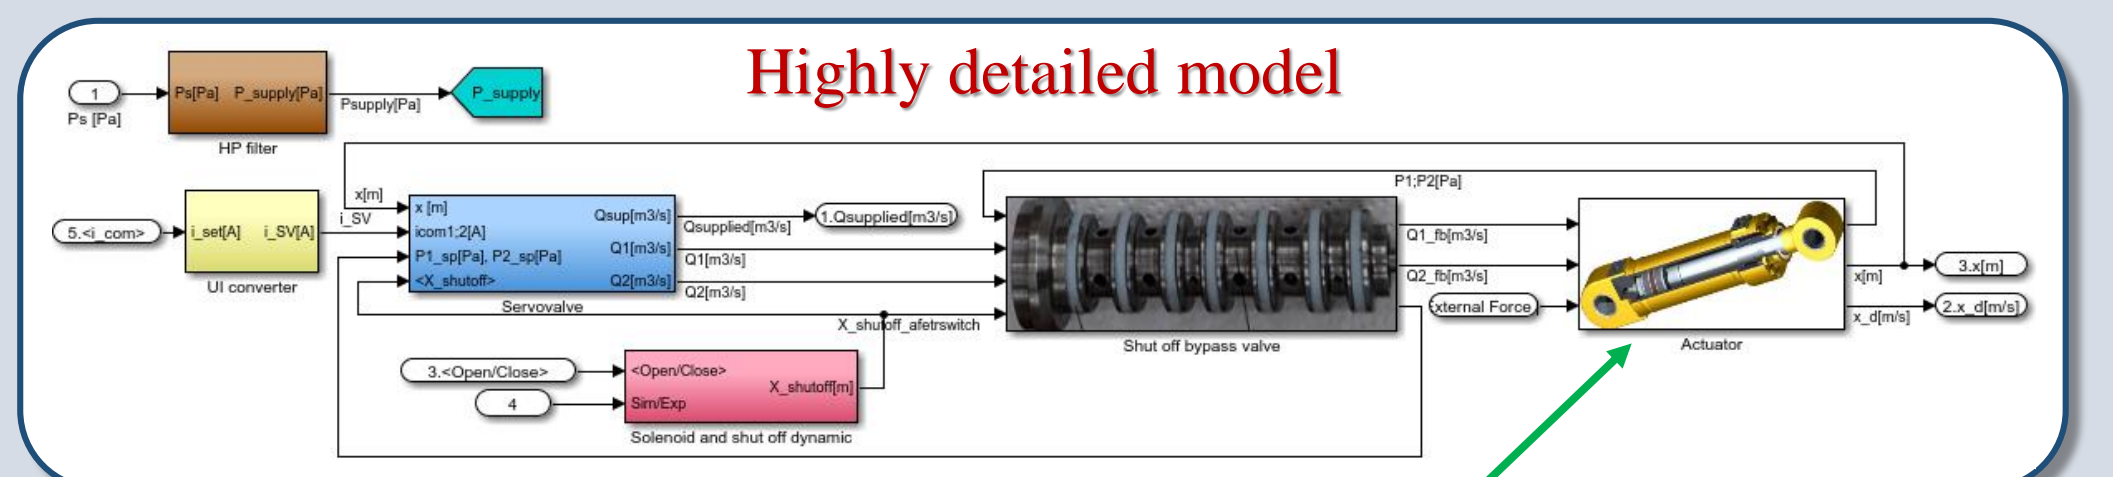 Highly detailed model
1
Ps [Pa]
Ps[Pa] P_supply[Pa]
HP filter
Psupply[Pa]
P_supply
5.<i_com>
i_set[A] i_SV[A]
UI converter
x[m]
i_SV
x [m]
icom1;2[A]
P1_sp[Pa], P2_sp[Pa]
<X_shutoff>
Qsup[m3/s]
Q1[m3/s]
Q2[m3/s]
Servovalve
Qsupplied[m3/s]
1.Qsupplied[m3/s]
Q1[m3/s]
Q2[m3/s]
X_shutoff_afetrswitch
3.<Open/Close>
4
<Open/Close>
Sim/Exp
X_shutoff[m]
Solenoid and shut off dynamic
Shut off bypass valve
P1;P2[Pa]
Q1_fb[m3/s]
Q2_fb[m3/s]
xternal Force
Actuator
x[m]
x_d[m/s]
3.x[m]
2.x_d[m/s]